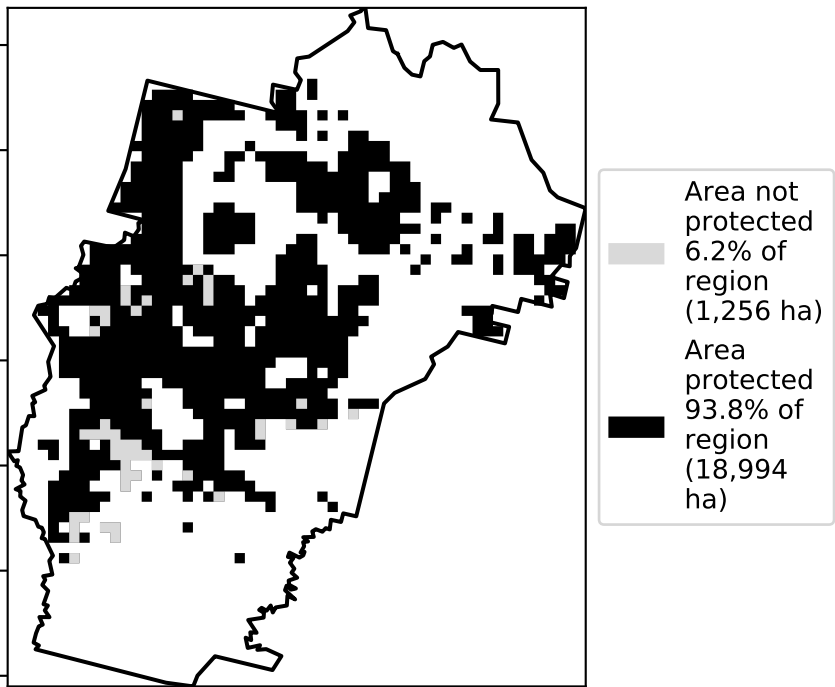 Area not
protected
6.2% of
region
(1,256 ha)
Area
protected
93.8% of
region
(18,994
ha)